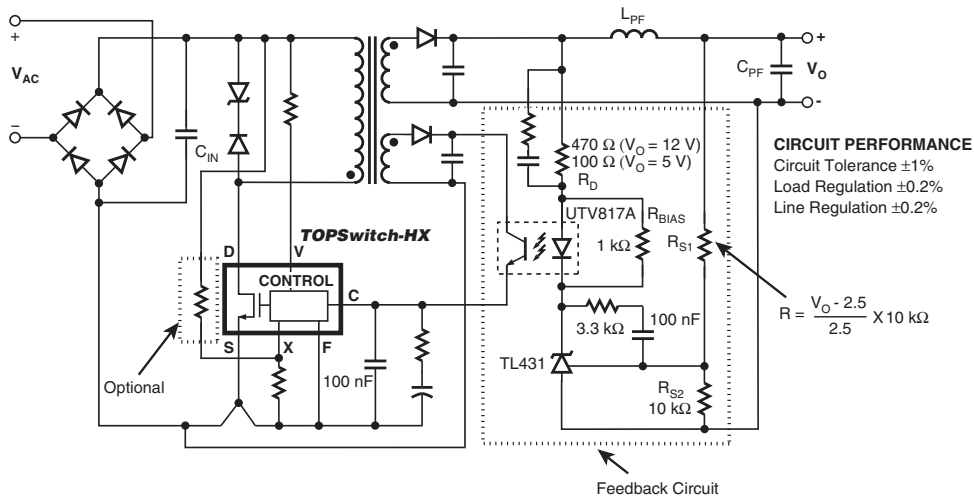 +
V_AC
–
C_IN
Optional
TOPSwitch-HX
D
V
CONTROL
C
S
X
F
100 nF
L_PF
+
C_PF
V_O
-
470 Ω (V_O = 12 V)
100 Ω (V_O = 5 V)
R_D
UTV817A
R_BIAS
1 kΩ
R_S1
3.3 kΩ
100 nF
TL431
R_S2
10 kΩ
Feedback Circuit
CIRCUIT PERFORMANCE
Circuit Tolerance ±1%
Load Regulation ±0.2%
Line Regulation ±0.2%
R = (V_O - 2.5) / 2.5 X 10 kΩ